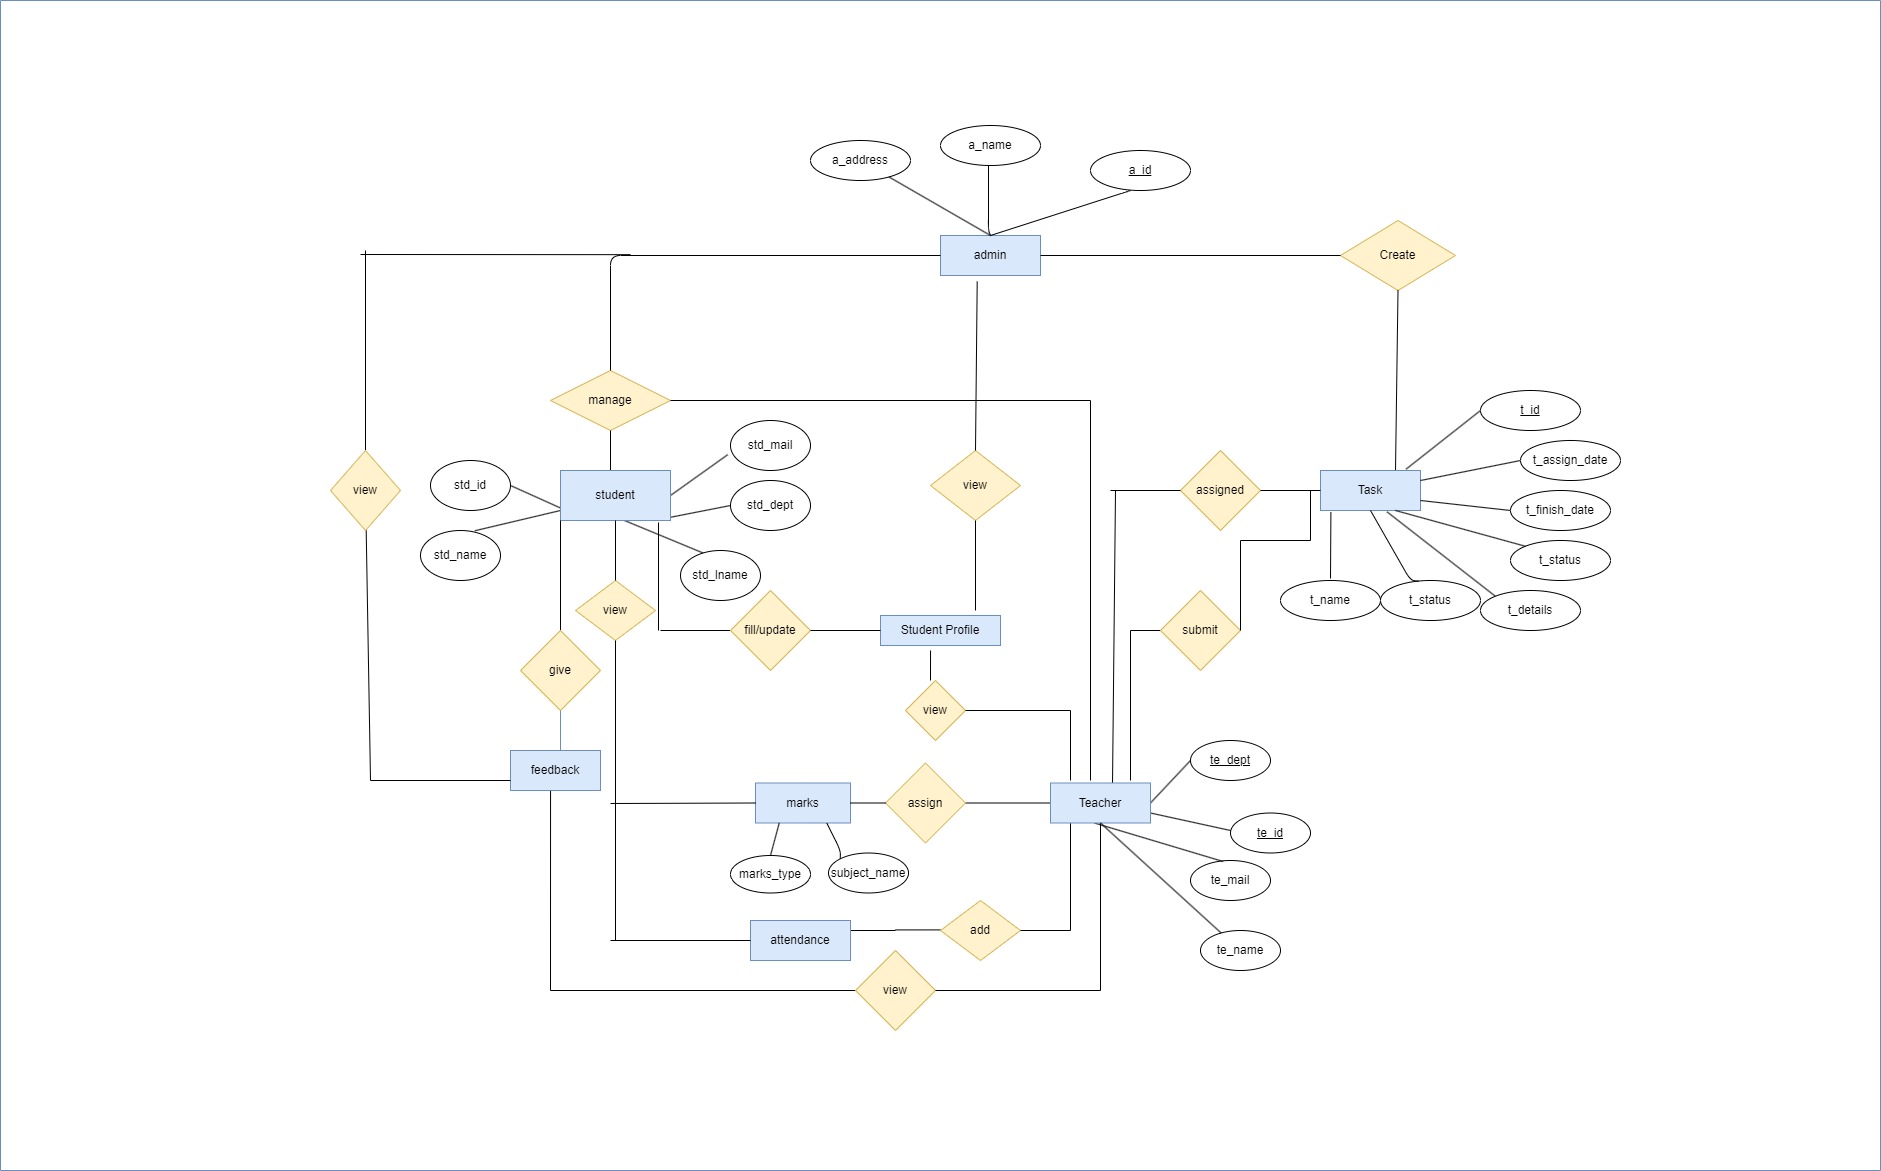 a_name
a_address
a_id
admin
Create
manage
t_id
std_mail
t_assign_date
std_id
view
student
view
assigned
Task
std_dept
t_finish_date
std_name
t_status
std_lname
t_name
t_status
t_details
view
fill/update
Student Profile
submit
give
view
te_dept
feedback
marks
assign
Teacher
te_id
marks_type
subject_name
te_mail
attendance
add
te_name
view